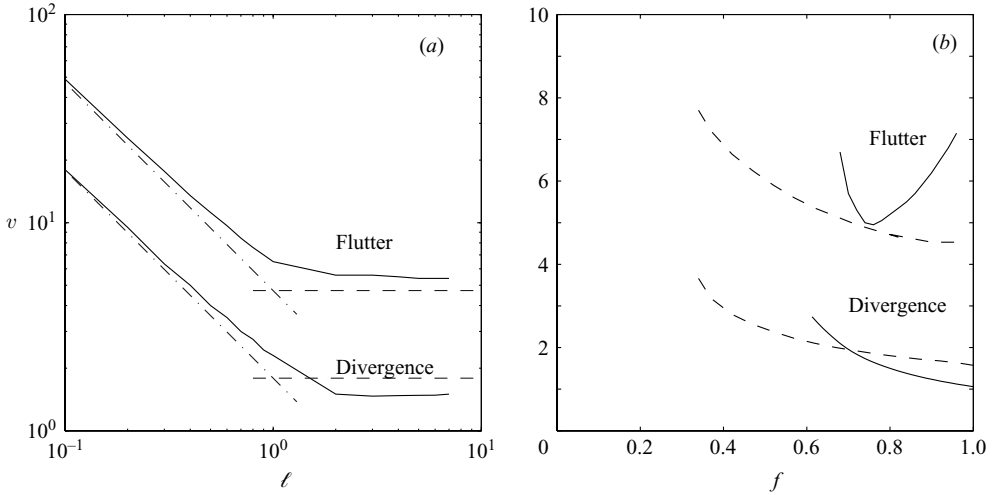 (a)
10²
10¹
10⁰
v
Flutter
Divergence
10⁻¹
10⁰
10¹
ℓ
(b)
10
8
6
4
2
0
Flutter
Divergence
0.2
0.4
0.6
0.8
1.0
f